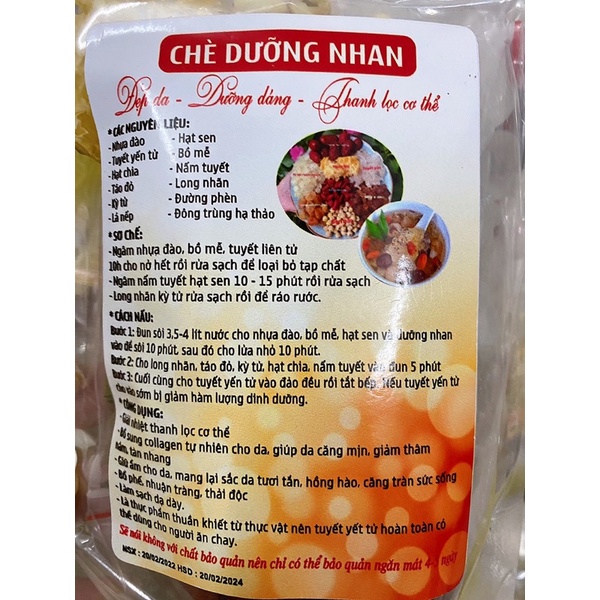 CHÈ DƯỠNG NHAN
Đẹp da - Dưỡng dáng - Thanh lọc cơ thể
* CÁC NGUYÊN LIỆU:
- Nhựa đào - Hạt sen
- Tuyết yến tử - Bồ mễ
- Hạt chia - Nấm tuyết
- Táo đỏ - Long nhãn
- Kỳ tử - Đường phèn
- Lá nếp - Đông trùng hạ thảo
* SƠ CHẾ:
- Ngâm nhựa đào, bồ mễ, tuyết liên tử
10h cho nở hết rồi rửa sạch để loại bỏ tạp chất
- Ngâm nấm tuyết hạt sen 10 - 15 phút rồi rửa sạch
- Long nhãn kỷ tử rửa sạch rồi để ráo rước.
* CÁCH NẤU:
Bước 1: Đun sôi 3,5-4 lít nước cho nhựa đào, bồ mễ, hạt sen và dưỡng nhan
vào để sôi 10 phút, sau đó cho lửa nhỏ 10 phút.
Bước 2: Cho long nhãn, táo đỏ, kỷ tử, hạt chia, nấm tuyết vào đun 5 phút
Bước 3: Cuối cùng cho tuyết yến tử vào đảo đều rồi tắt bếp. Nếu tuyết yến tử
cho vào sớm bị giảm hàm lượng dinh dưỡng.
* CÔNG DỤNG:
- Giải nhiệt thanh lọc cơ thể
- Bổ sung collagen tự nhiên cho da, giúp da căng mịn, giảm thâm
nám, tàn nhang
- Giữ ẩm cho da, mang lại sắc da tươi tắn, hồng hào, căng tràn sức sống
- Bổ phế, nhuận tràng, thải độc
- Làm sạch dạ dày.
- Là thực phẩm thuần khiết từ thực vật nên tuyết yết tử hoàn toàn có
thể dùng cho người ăn chay.
Sẽ nói không với chất bảo quản nên chỉ có thể bảo quản ngắn mát 4-5 ngày
NSX : 20/02/2022 HSD : 20/02/2024